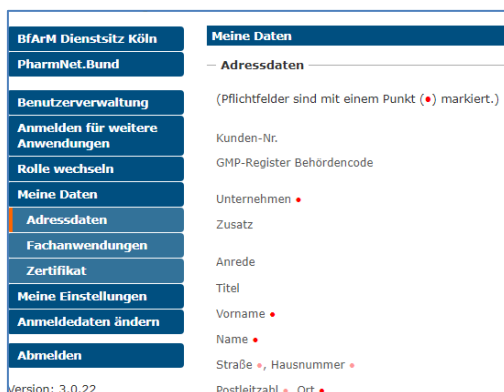 BfArM Dienstsitz Köln
PharmNet.Bund
Benutzerverwaltung
Anmelden für weitere
Anwendungen
Rolle wechseln
Meine Daten
Adressdaten
Fachanwendungen
Zertifikat
Meine Einstellungen
Anmeldedaten ändern
Abmelden
Version: 3.0.22
Meine Daten
Adressdaten
(Pflichtfelder sind mit einem Punkt (•) markiert.)
Kunden-Nr.
GMP-Register Behördencode
Unternehmen •
Zusatz
Anrede
Titel
Vorname •
Name •
Straße •, Hausnummer •
Postleitzahl •, Ort •